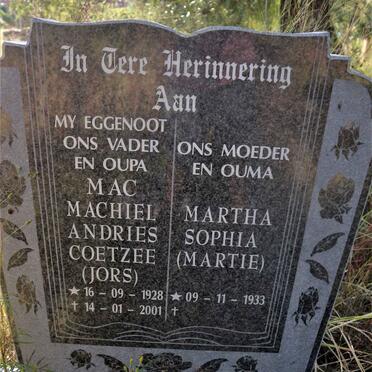 In Tere Herinnering
Aan
MY EGGENOOT
ONS VADER
EN OUPA
MAC
MACHIEL
ANDRIES
COETZEE
(JORS)
★ 16 - 09 - 1928
† 14 - 01 - 2001
ONS MOEDER
EN OUMA
MARTHA
SOPHIA
(MARTIE)
★ 09 - 11 - 1933
†